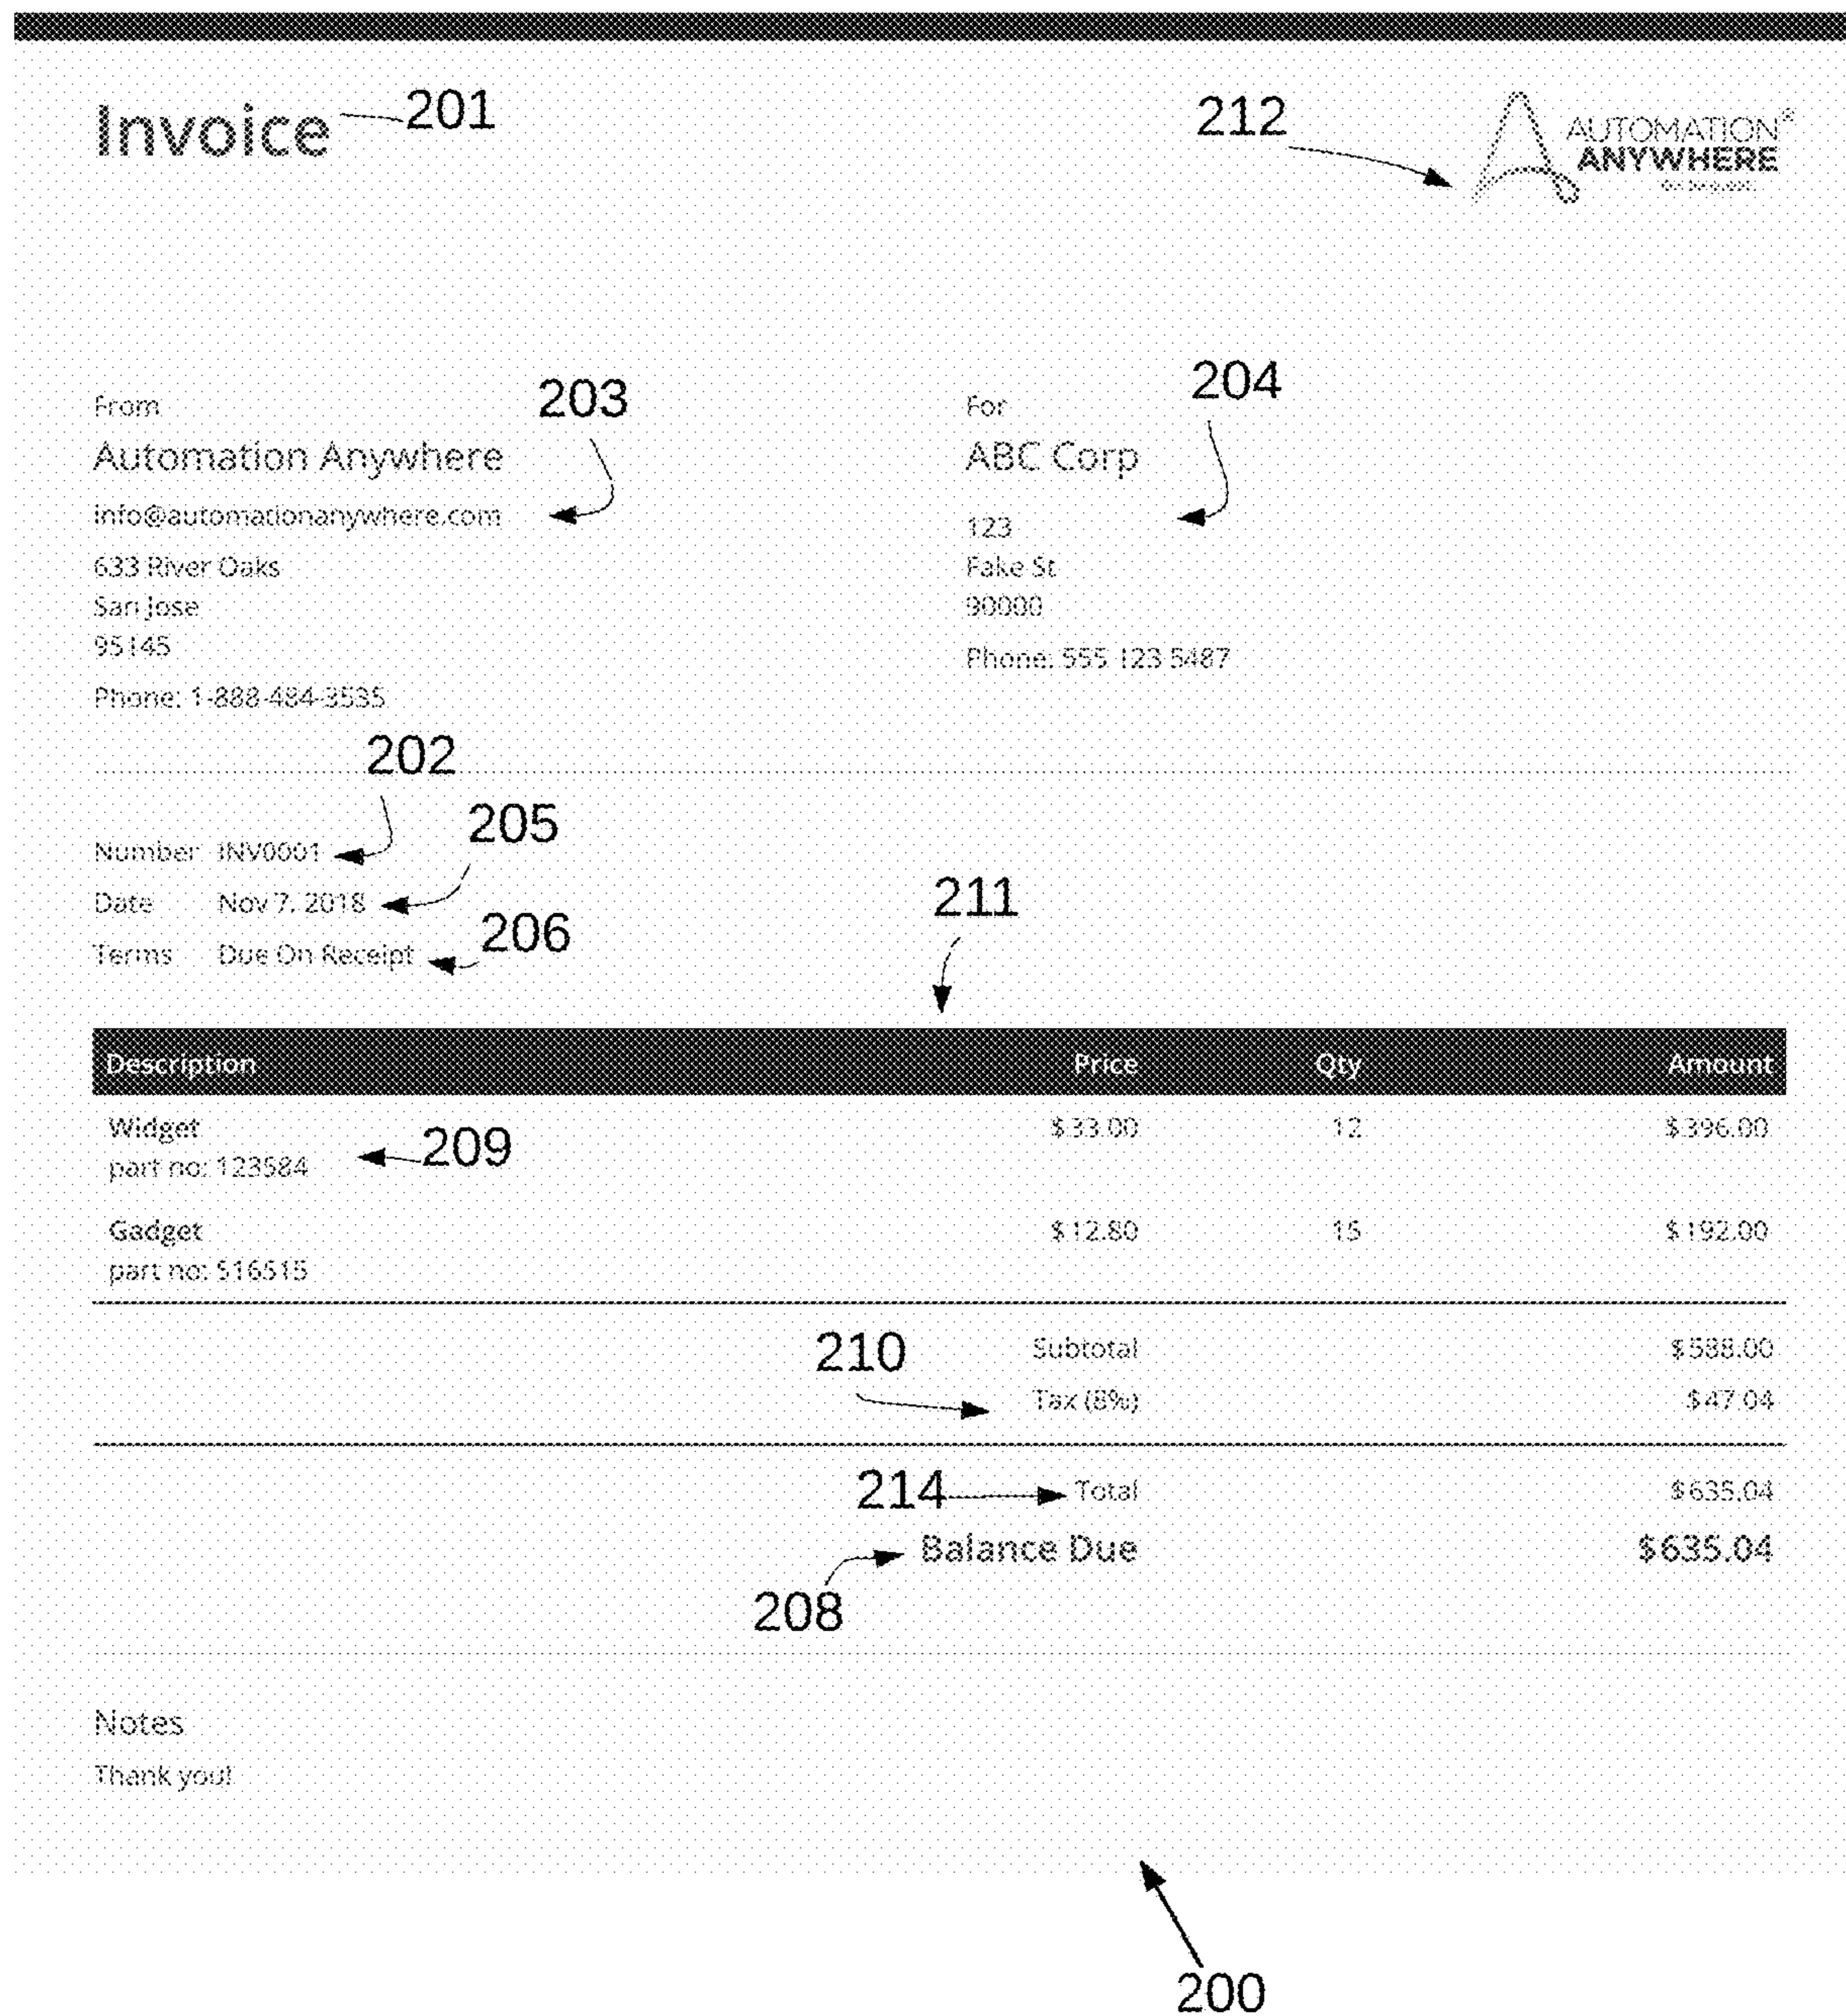 Invoice
201
212
AUTOMATION®
ANYWHERE
203
204
From
For
Automation Anywhere
ABC Corp
info@automationanywhere.com
123
633 River Oaks
Fake St
San Jose
90000
95145
Phone: 555 123 5487
Phone: 1-888-484-3535
202
205
Number INV0001
211
Date Nov 7, 2018
206
Terms Due On Receipt
Description Price Qty Amount
Widget $33.00 12 $396.00
209
part no: 123584
Gadget $12.80 15 $192.00
part no: 516515
210
Subtotal $588.00
Tax (8%) $47.04
214
Total $635.04
Balance Due $635.04
208
Notes
Thank you!
200